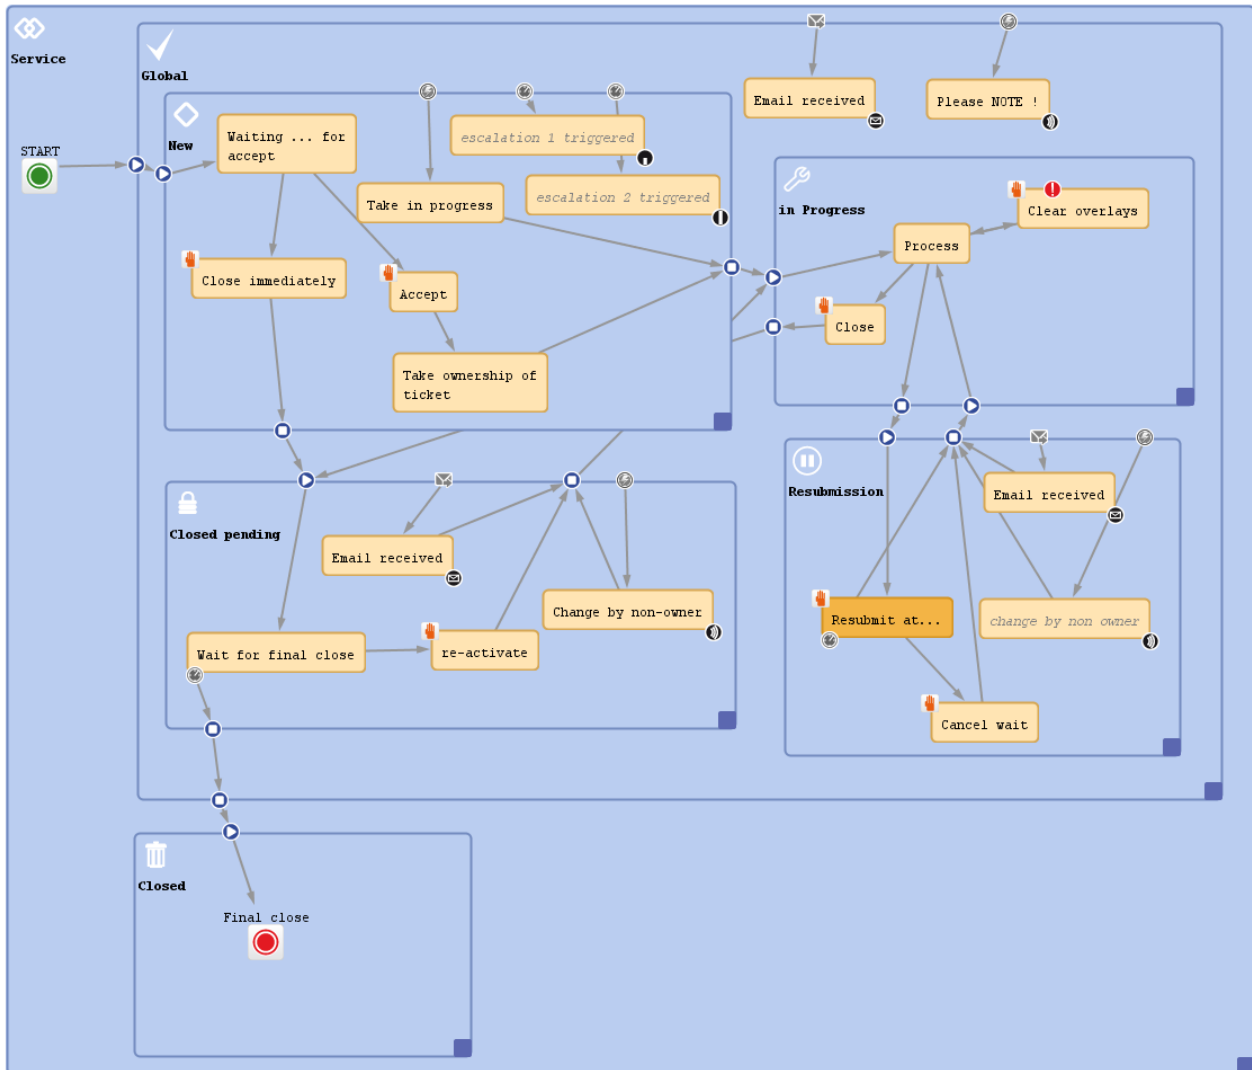 Service
Global
Email received
Please NOTE !
START
New
Waiting ... for
accept
escalation 1 triggered
escalation 2 triggered
Take in progress
Close immediately
Accept
Take ownership of
ticket
in Progress
Clear overlays
Process
Close
Closed pending
Email received
Change by non-owner
Wait for final close
re-activate
Resubmission
Email received
Resubmit at...
change by non owner
Cancel wait
Closed
Final close